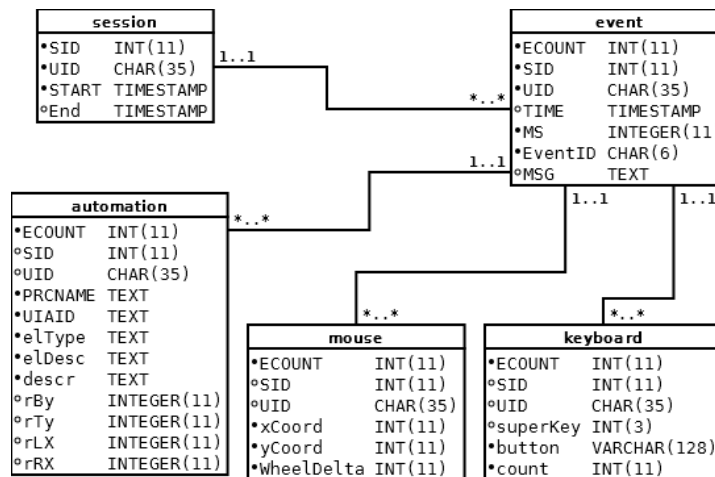 session
•SID INT(11)
•UID CHAR(35)
•START TIMESTAMP
∘End TIMESTAMP
1..1
*..*
event
•ECOUNT INT(11)
•SID INT(11)
•UID CHAR(35)
∘TIME TIMESTAMP
•MS INTEGER(11
•EventID CHAR(6)
∘MSG TEXT
1..1
1..1
1..1
*..*
automation
•ECOUNT INT(11)
∘SID INT(11)
∘UID CHAR(35)
•PRCNAME TEXT
•UIAID TEXT
•elType TEXT
•elDesc TEXT
•descr TEXT
∘rBy INTEGER(11)
∘rTy INTEGER(11)
∘rLX INTEGER(11)
∘rRX INTEGER(11)
*..*
mouse
•ECOUNT INT(11)
∘SID INT(11)
∘UID CHAR(35)
•xCoord INT(11)
•yCoord INT(11)
•WheelDelta INT(11)
*..*
keyboard
•ECOUNT INT(11)
∘SID INT(11)
∘UID CHAR(35)
∘superKey INT(3)
•button VARCHAR(128)
•count INT(11)